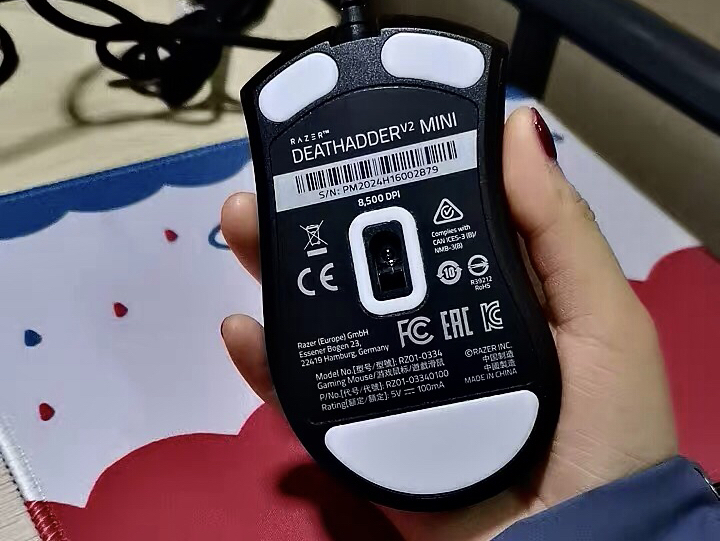 RAZER™
DEATHADDER V2 MINI
S/N: PM2024H16002879
8,500 DPI
Complies with
CAN ICES-3 (B)/
NMB-3(B)
CE
10
R39212
RoHS
FC EAC KC
Razer (Europe) GmbH
Essener Bogen 23,
22419 Hamburg, Germany
©RAZER INC.
中国制造
中國製造
MADE IN CHINA
Model No.[型号/型號]: RZ01-0334
Gaming Mouse/游戏鼠标/遊戲滑鼠
P/No.[代号/代號]: RZ01-03340100
Rating[额定/額定]: 5V ⎓ 100mA